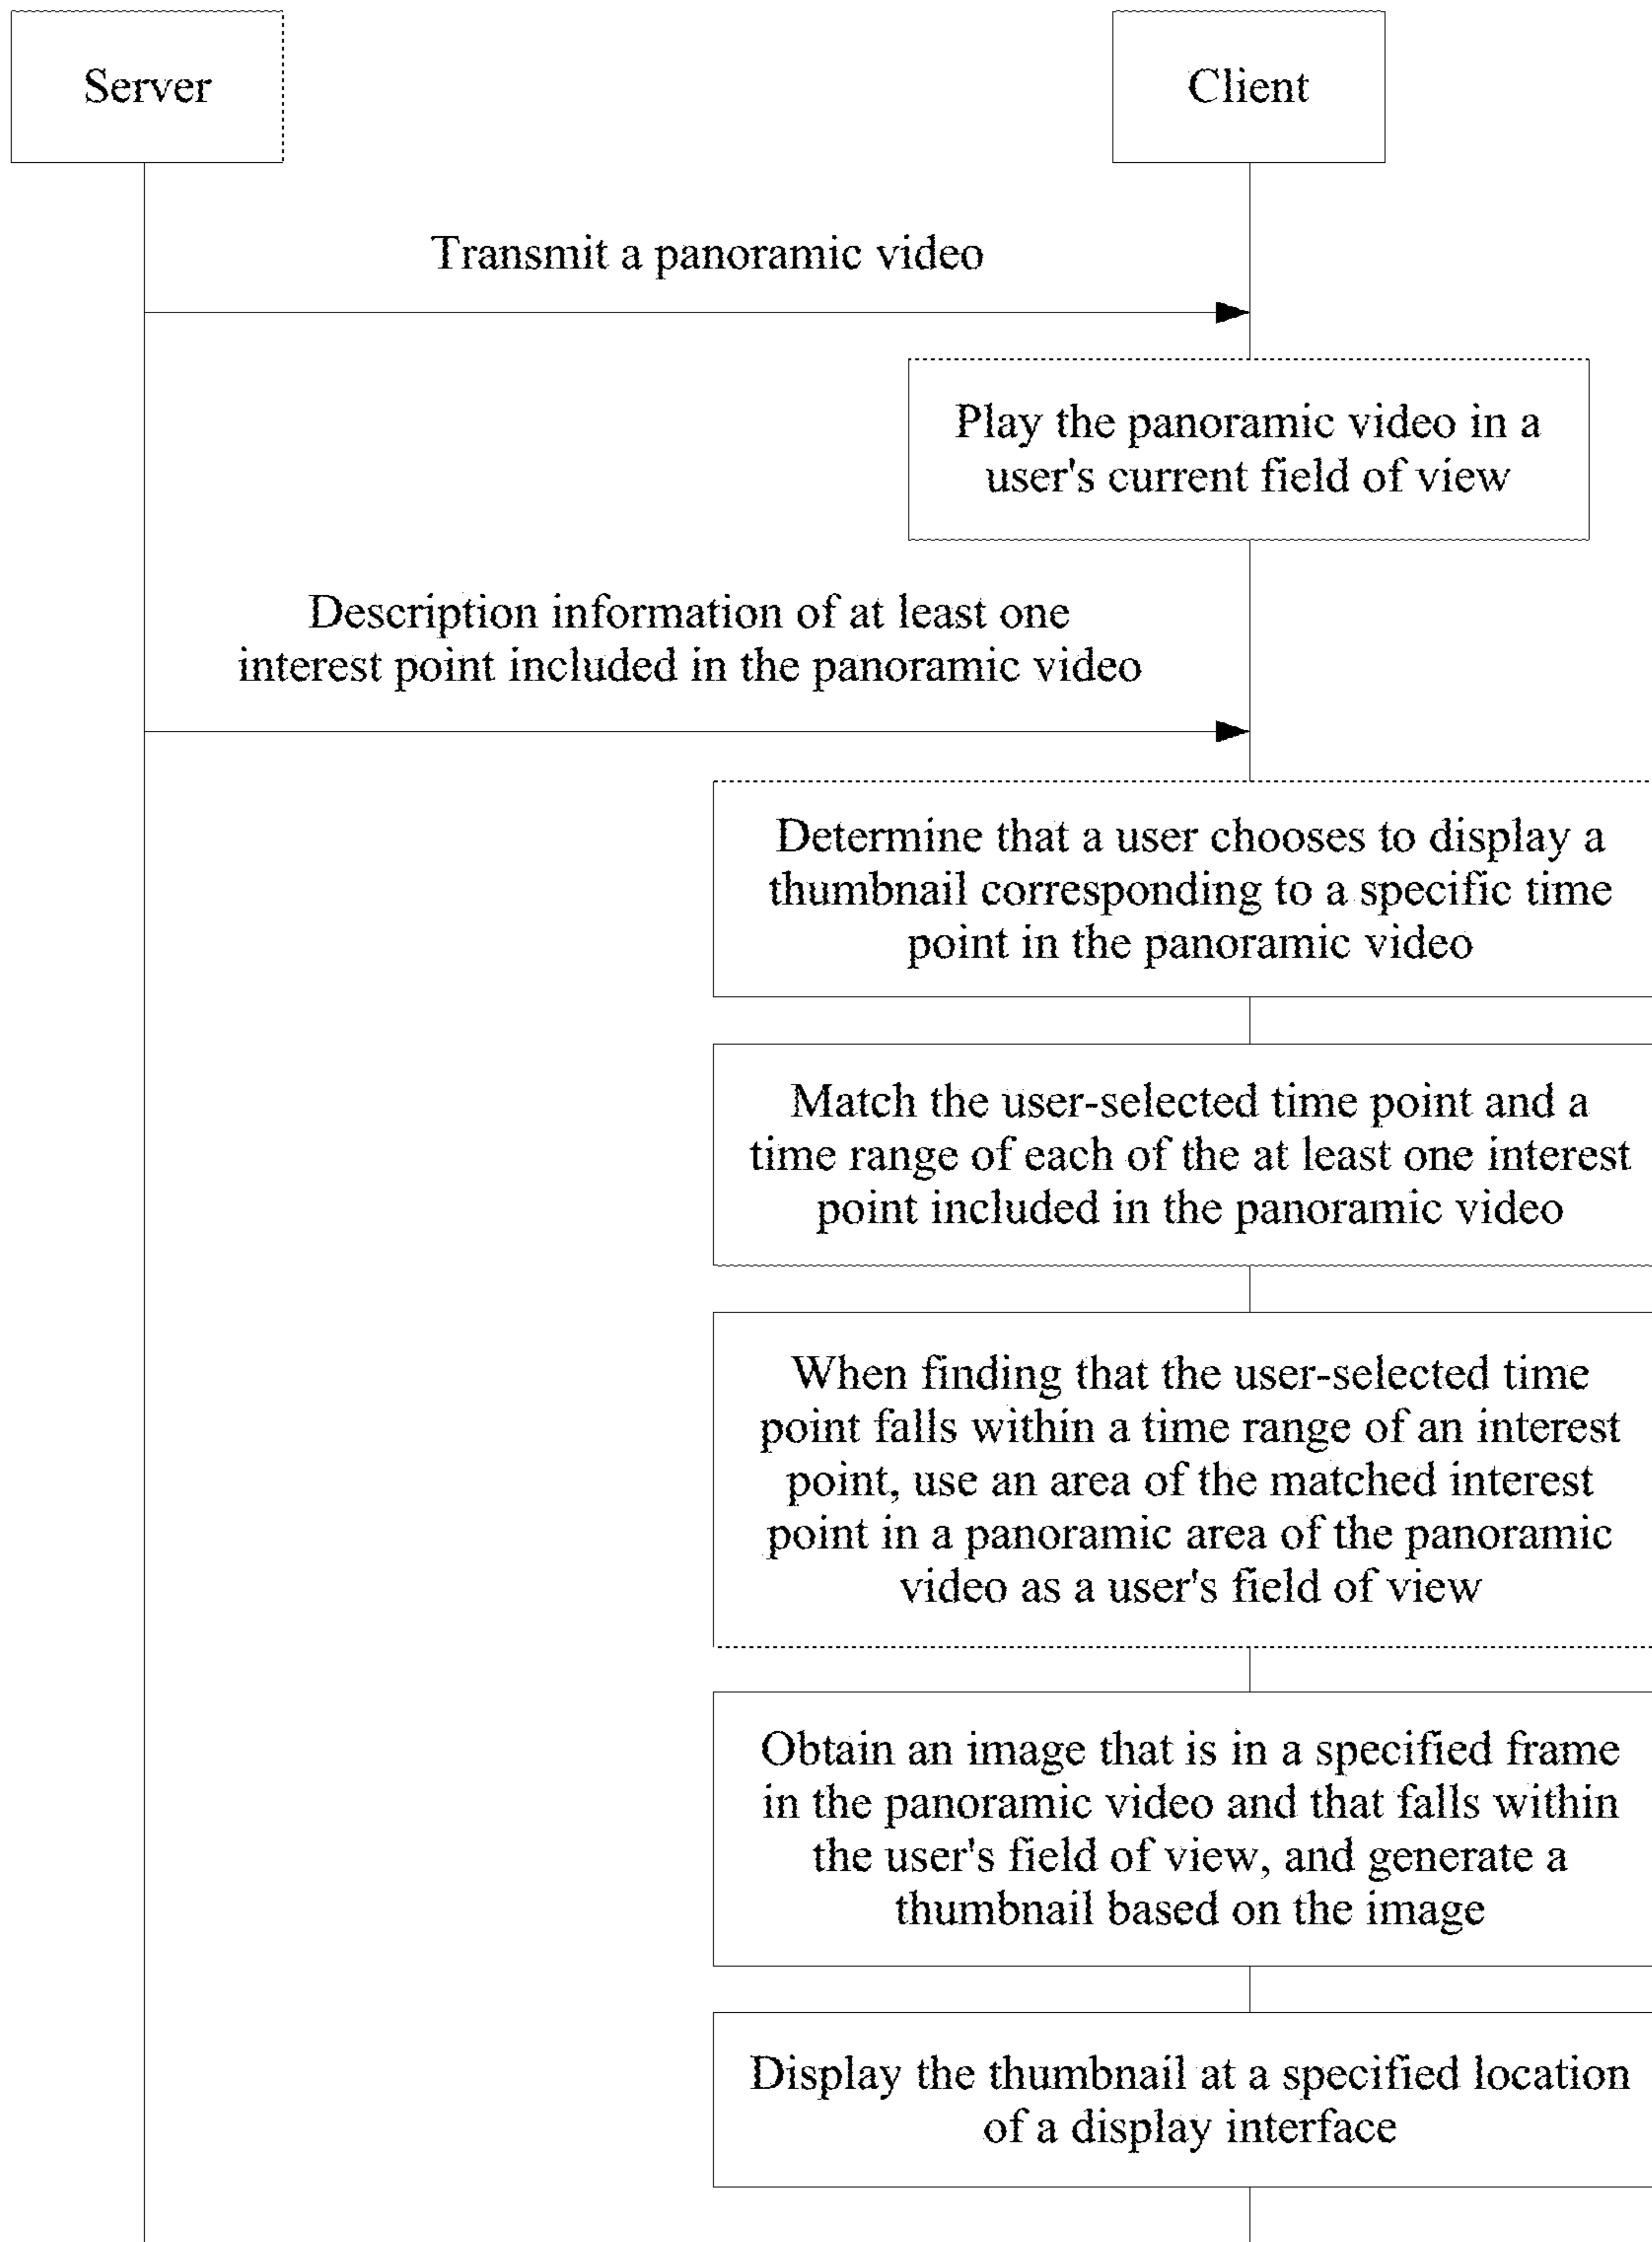 Server
Client
Transmit a panoramic video
Play the panoramic video in a
user's current field of view
Description information of at least one
interest point included in the panoramic video
Determine that a user chooses to display a
thumbnail corresponding to a specific time
point in the panoramic video
Match the user-selected time point and a
time range of each of the at least one interest
point included in the panoramic video
When finding that the user-selected time
point falls within a time range of an interest
point, use an area of the matched interest
point in a panoramic area of the panoramic
video as a user's field of view
Obtain an image that is in a specified frame
in the panoramic video and that falls within
the user's field of view, and generate a
thumbnail based on the image
Display the thumbnail at a specified location
of a display interface